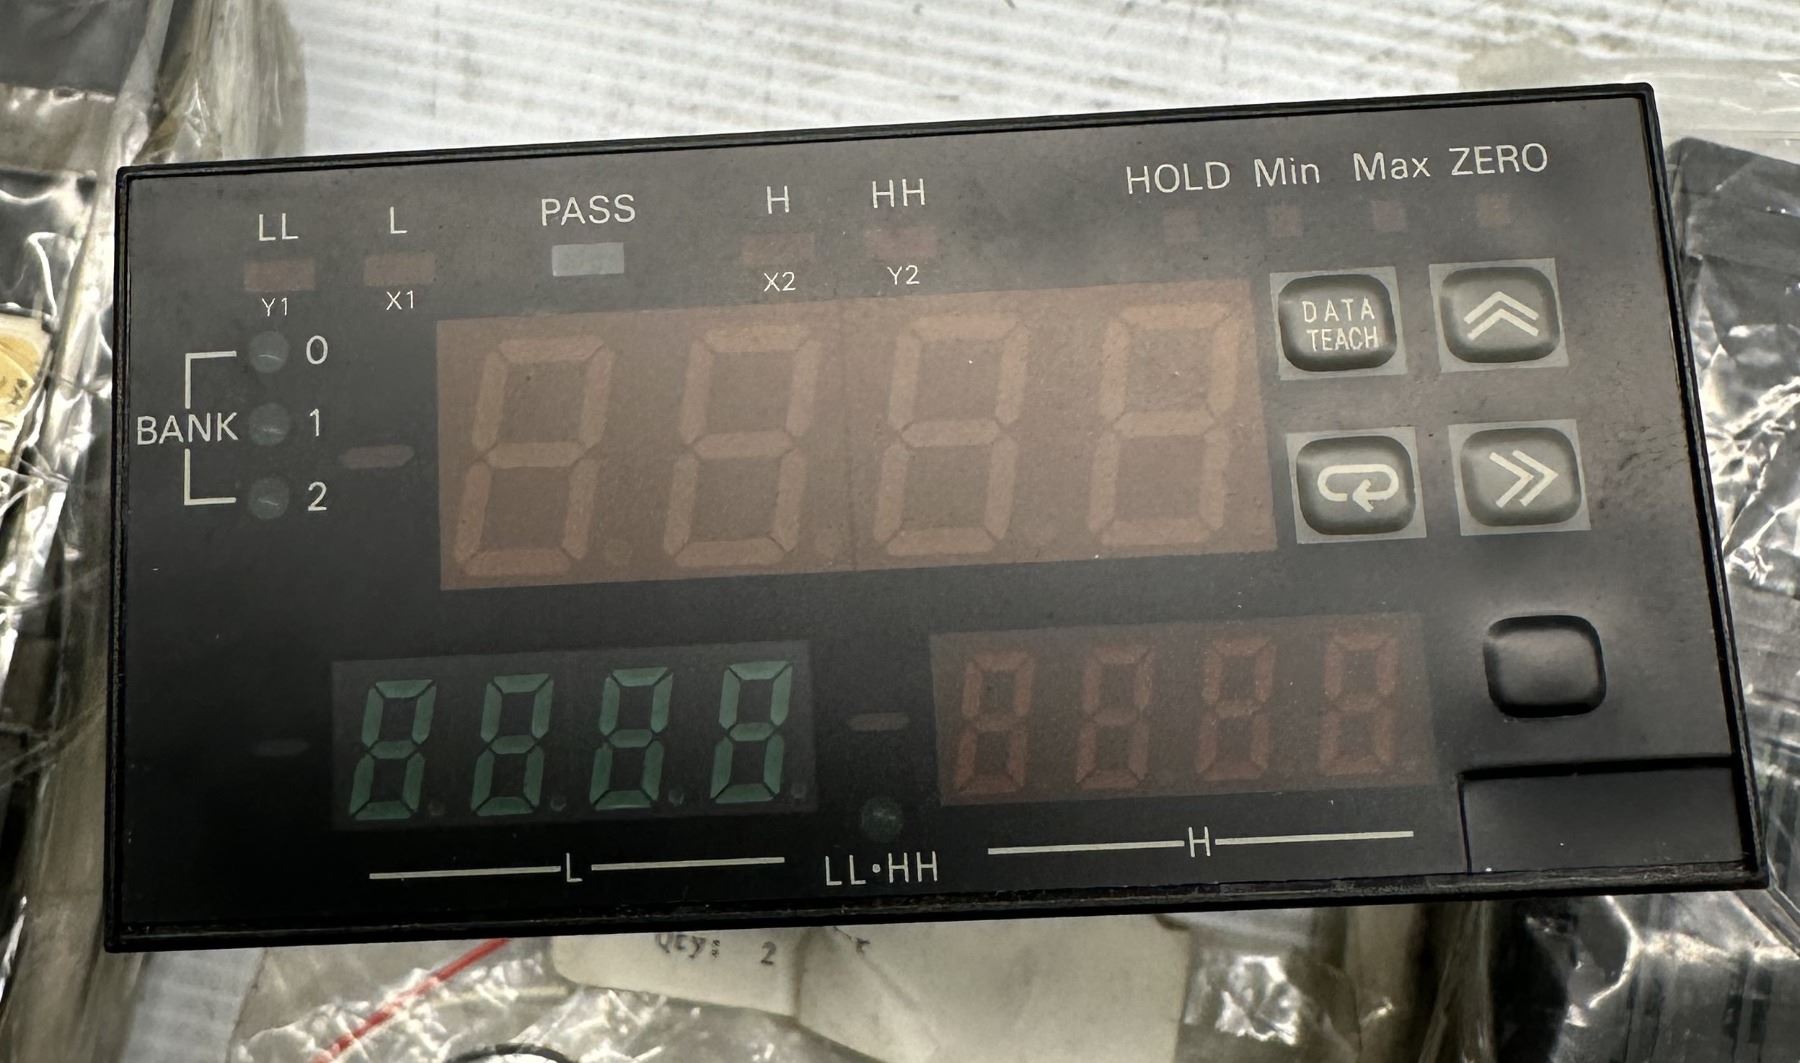 HOLD Min Max ZERO
LL L PASS H HH
Y1 X1 X2 Y2
DATA
TEACH
0
BANK 1
2
L LL•HH H
Qty: 2